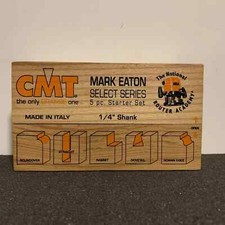 CMT
the only ORANGE one
MARK EATON
SELECT SERIES
5 pc. Starter Set
The National
ROUTER ACADEMY
MADE IN ITALY
1/4" Shank
ROUNDOVER
STRAIGHT
RABBET
DOVETAIL
ROMAN OGEE